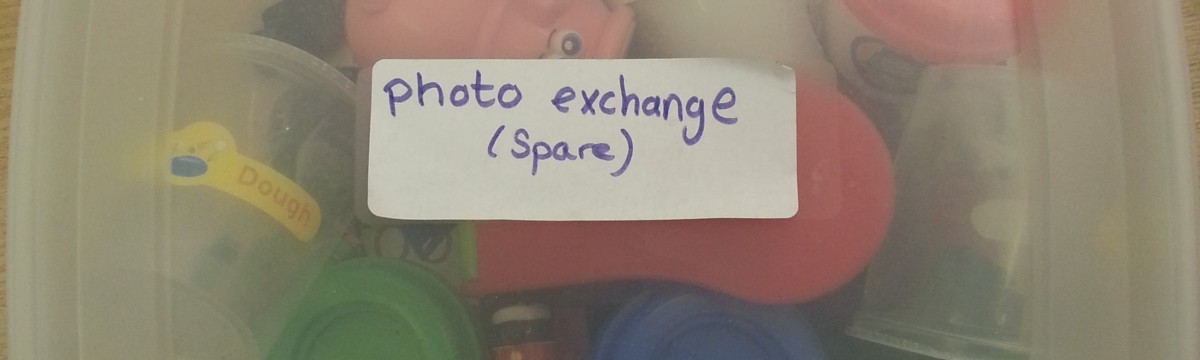 photo exchange
(Spare)
Dough